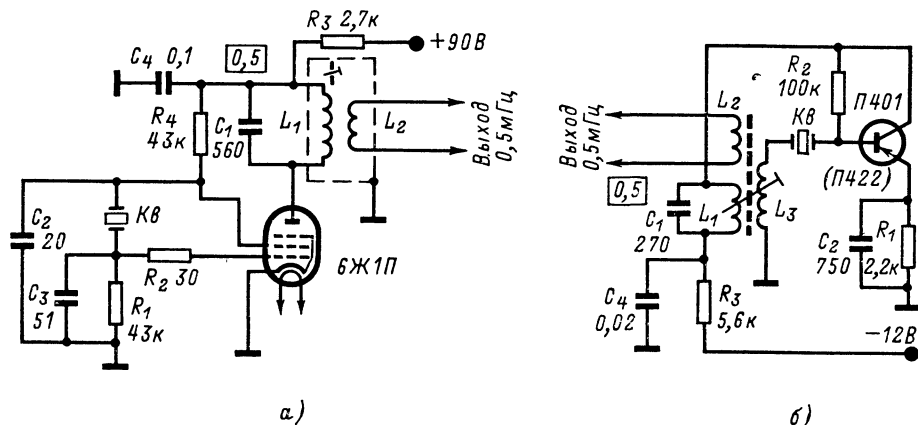 R₃ 2,7к
+90В
C₄ 0,1
0,5
R₄
43к
C₁
560
L₁
L₂
Выход
0,5мГц
C₂
20
КВ
C₃
51
R₂ 30
R₁
43к
6Ж1П
а)
R₂
100к
П401
L₂
КВ
Выход
0,5мГц
(П422)
0,5
C₁
270
L₁
L₃
C₂
750
R₁
2,2к
C₄
0,02
R₃
5,6к
−12В
б)